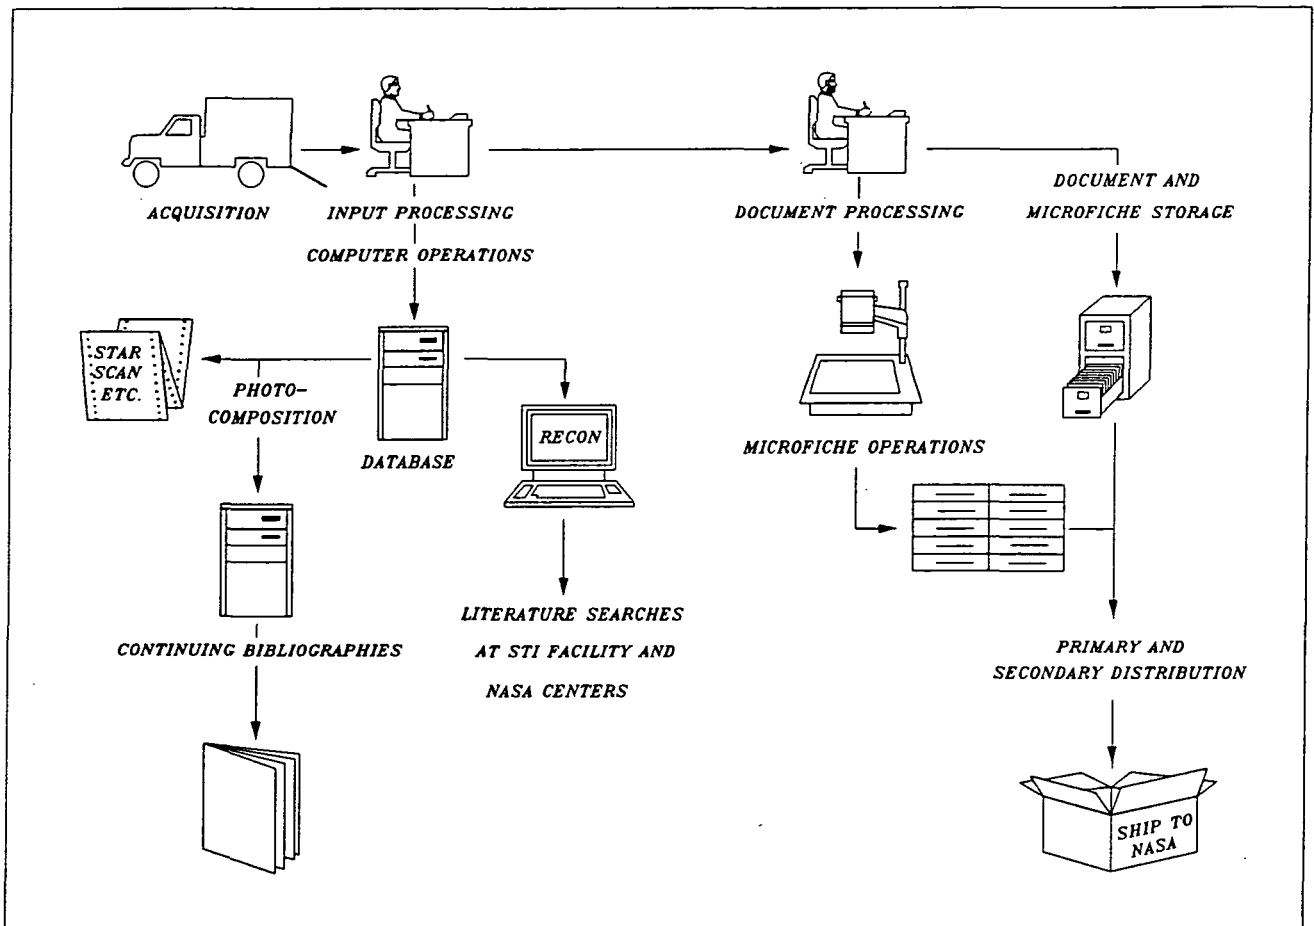 ACQUISITION
INPUT PROCESSING
COMPUTER OPERATIONS
DOCUMENT PROCESSING
DOCUMENT AND
MICROFICHE STORAGE
STAR
SCAN
ETC.
PHOTO-
COMPOSITION
DATABASE
RECON
MICROFICHE OPERATIONS
CONTINUING BIBLIOGRAPHIES
LITERATURE SEARCHES
AT STI FACILITY AND
NASA CENTERS
PRIMARY AND
SECONDARY DISTRIBUTION
SHIP TO
NASA